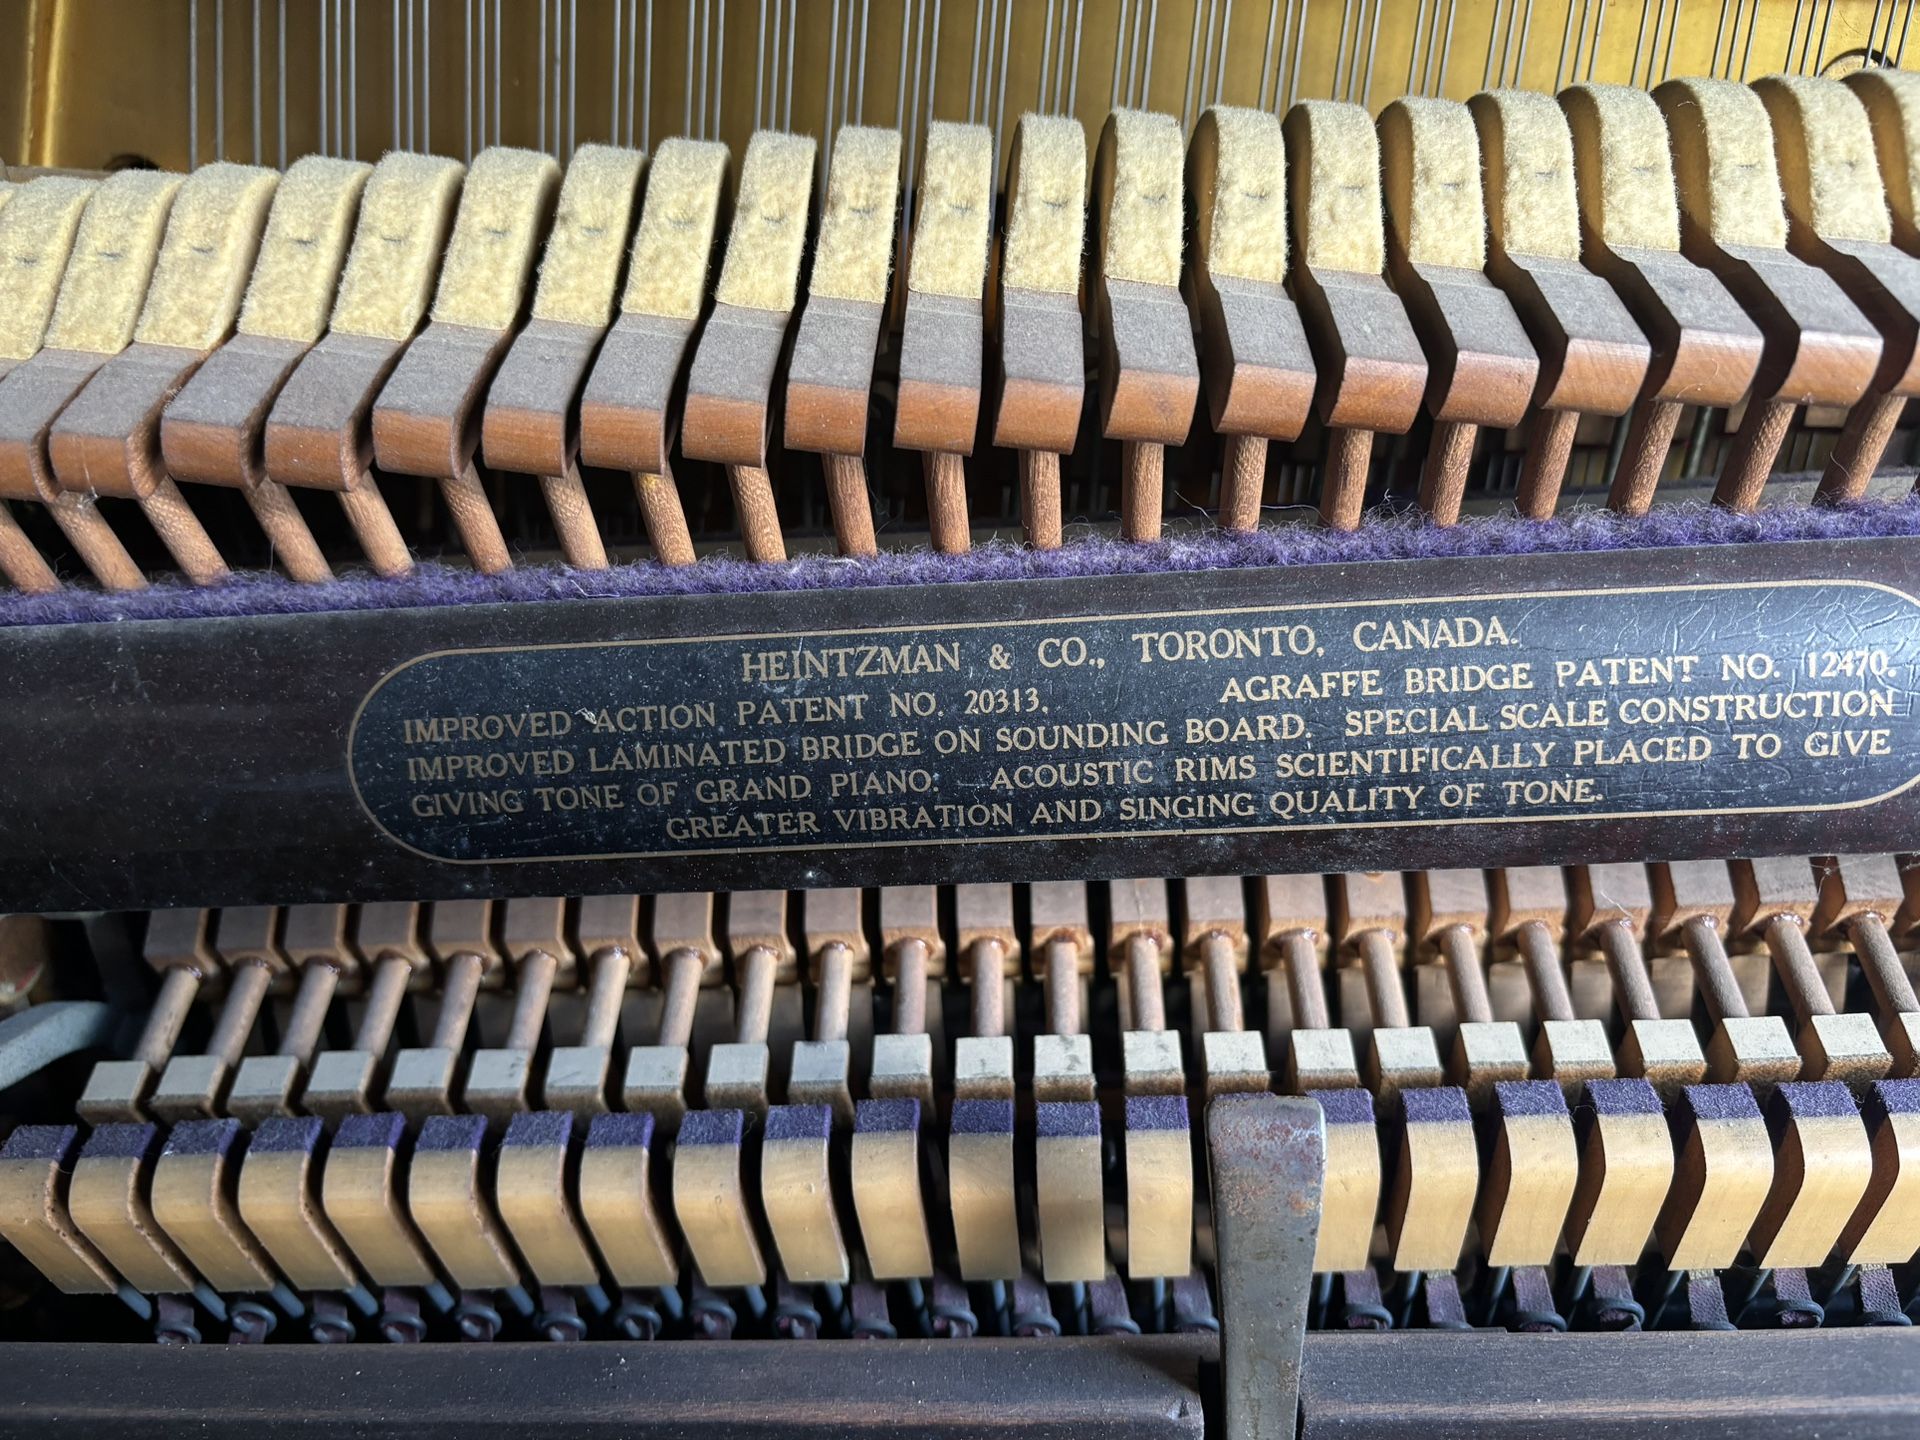 HEINTZMAN & CO., TORONTO, CANADA.
IMPROVED ACTION PATENT NO. 20313. AGRAFFE BRIDGE PATENT NO. 12470.
IMPROVED LAMINATED BRIDGE ON SOUNDING BOARD. SPECIAL SCALE CONSTRUCTION
GIVING TONE OF GRAND PIANO. ACOUSTIC RIMS SCIENTIFICALLY PLACED TO GIVE
GREATER VIBRATION AND SINGING QUALITY OF TONE.